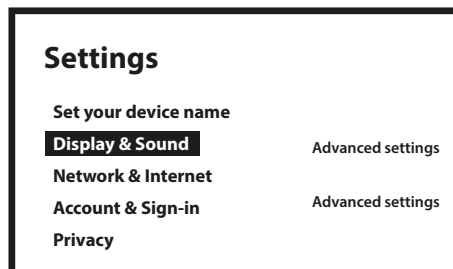 Settings
Set your device name
Display & Sound
Advanced settings
Network & Internet
Account & Sign-in
Advanced settings
Privacy